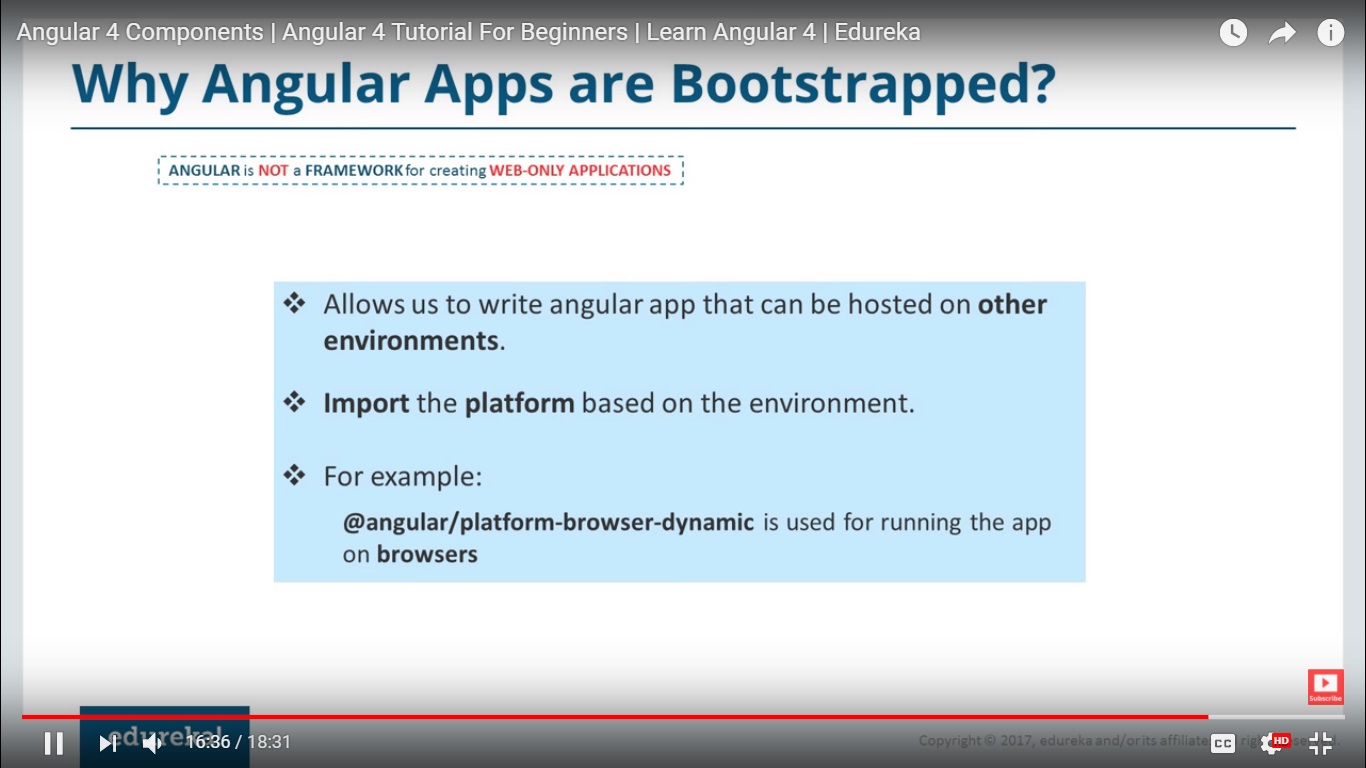 Angular 4 Components | Angular 4 Tutorial For Beginners | Learn Angular 4 | Edureka
Why Angular Apps are Bootstrapped?
ANGULAR is NOT a FRAMEWORK for creating WEB-ONLY APPLICATIONS
❖ Allows us to write angular app that can be hosted on other
environments.
❖ Import the platform based on the environment.
❖ For example:
@angular/platform-browser-dynamic is used for running the app
on browsers
Subscribe
edureka!
16:36 / 18:31
Copyright © 2017, edureka and/or its affiliate
CC
HD